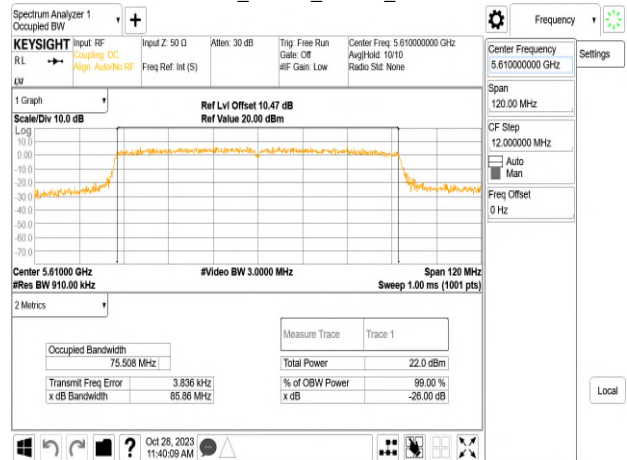 Spectrum Analyzer 1
Occupied BW
Frequency
KEYSIGHT
RL
LXI
Input: RF
Coupling: DC
Align: Auto/No RF
Input Z: 50 Ω
Freq Ref: Int (S)
Atten: 30 dB
Trig: Free Run
Gate: Off
#IF Gain: Low
Center Freq: 5.610000000 GHz
Avg|Hold: 10/10
Radio Std: None
Center Frequency
5.610000000 GHz
Settings
Span
120.00 MHz
CF Step
12.000000 MHz
Auto
Man
Freq Offset
0 Hz
Local
1 Graph
Scale/Div 10.0 dB
Ref Lvl Offset 10.47 dB
Ref Value 20.00 dBm
Log
10.0
0.00
-10.0
-20.0
-30.0
-40.0
-50.0
-60.0
-70.0
Center 5.61000 GHz
#Video BW 3.0000 MHz
Span 120 MHz
#Res BW 910.00 kHz
Sweep 1.00 ms (1001 pts)
2 Metrics
Measure Trace Trace 1
Occupied Bandwidth
75.508 MHz
Total Power 22.0 dBm
Transmit Freq Error 3.836 kHz
% of OBW Power 99.00 %
x dB Bandwidth 85.86 MHz
x dB -26.00 dB
Oct 28, 2023
11:40:09 AM